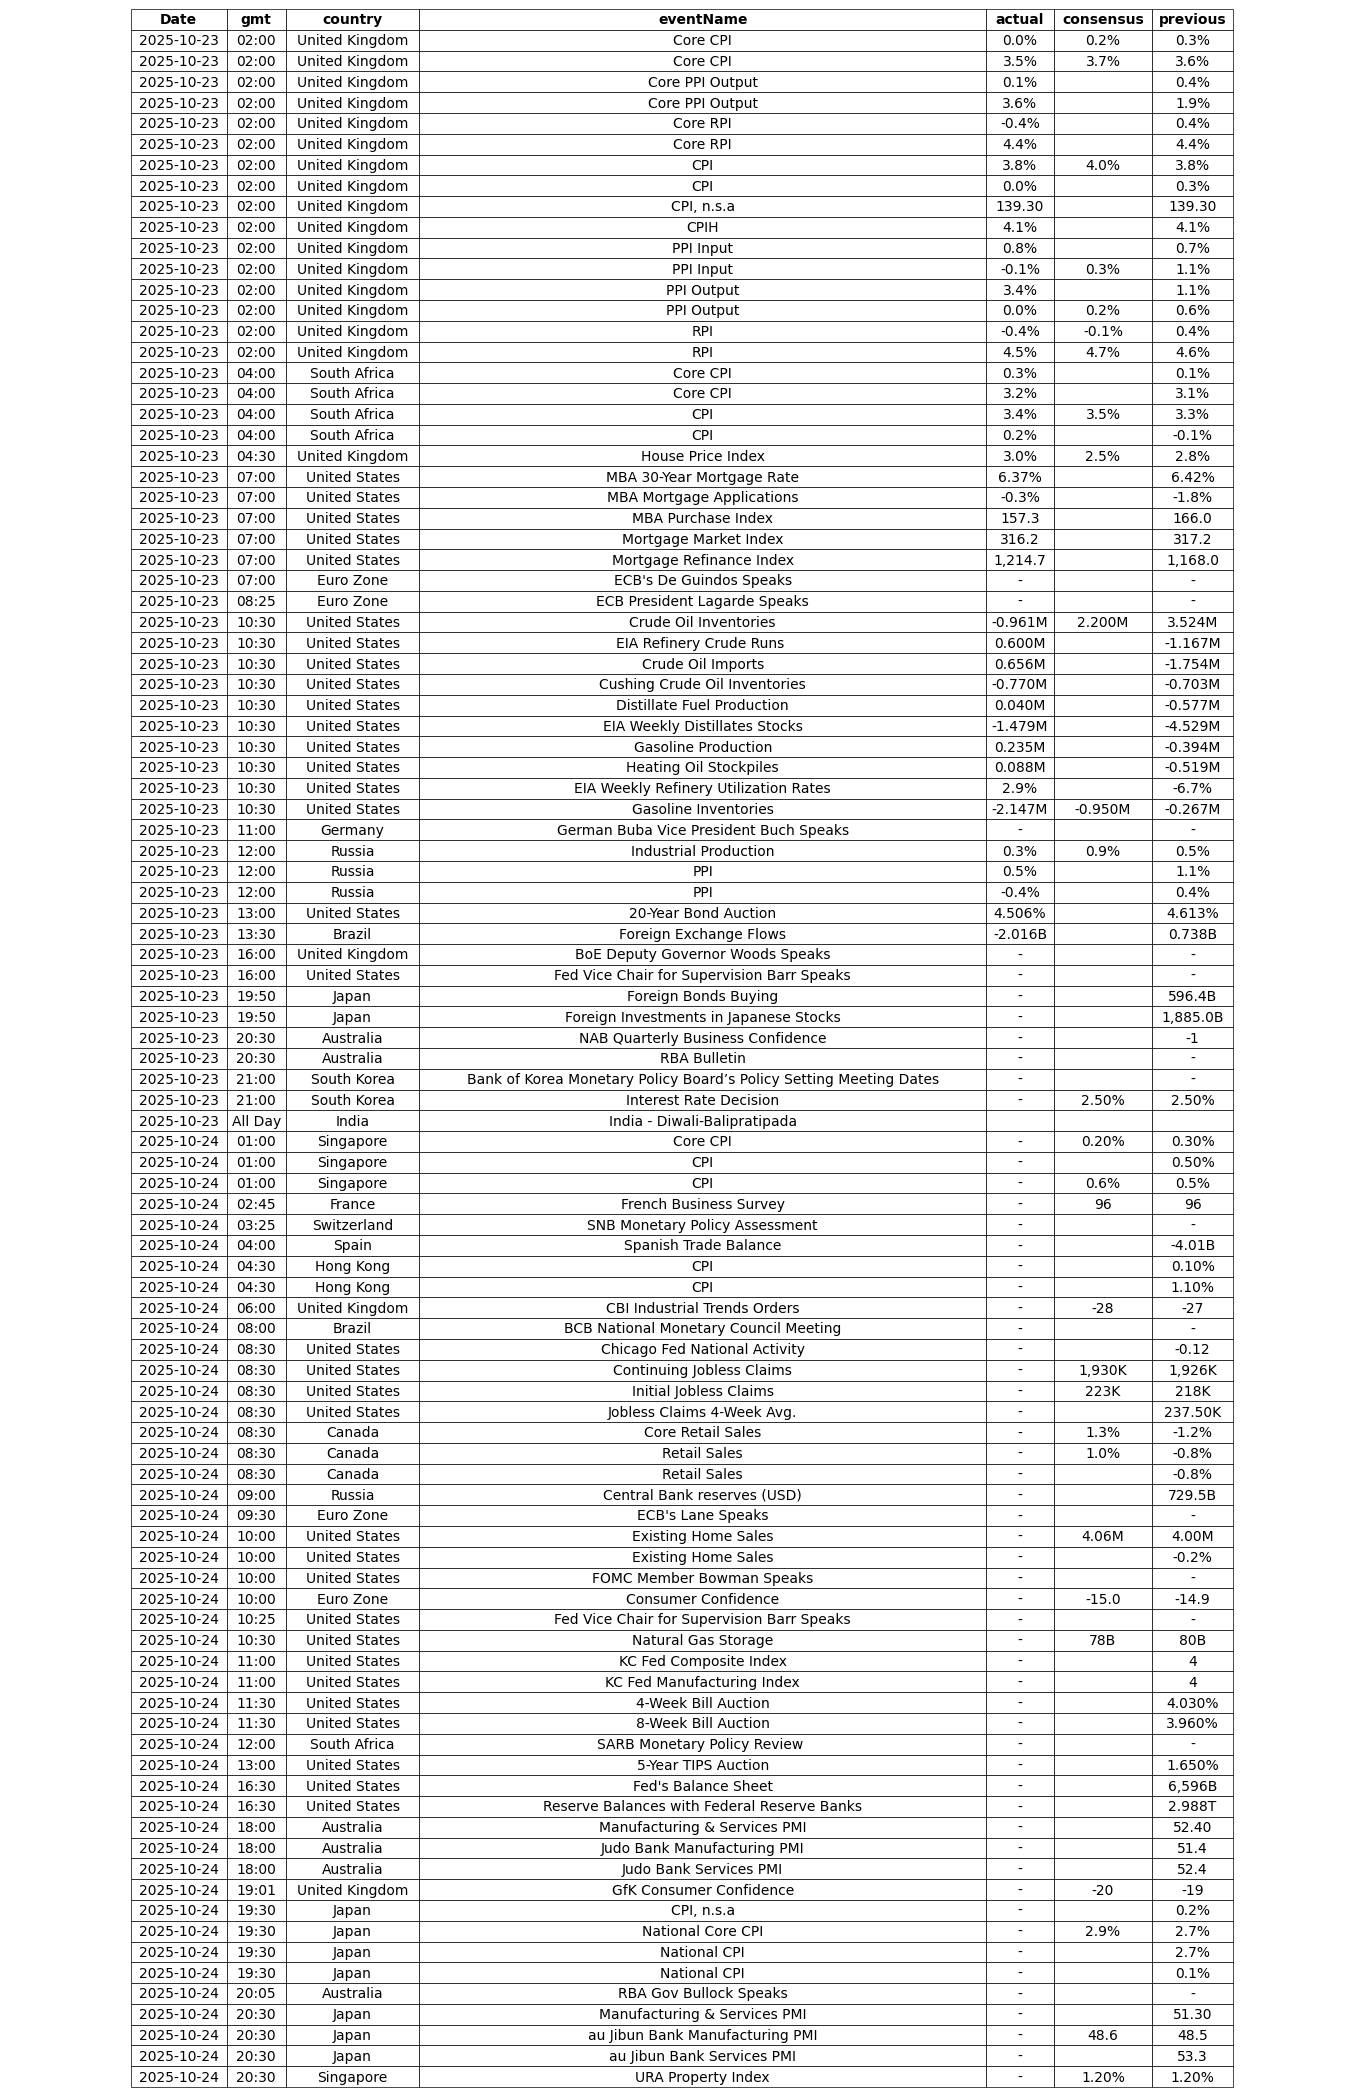 Date gmt country eventName actual consensus previous
2025-10-23 02:00 United Kingdom Core CPI 0.0% 0.2% 0.3%
2025-10-23 02:00 United Kingdom Core CPI 3.5% 3.7% 3.6%
2025-10-23 02:00 United Kingdom Core PPI Output 0.1% 0.4%
2025-10-23 02:00 United Kingdom Core PPI Output 3.6% 1.9%
2025-10-23 02:00 United Kingdom Core RPI -0.4% 0.4%
2025-10-23 02:00 United Kingdom Core RPI 4.4% 4.4%
2025-10-23 02:00 United Kingdom CPI 3.8% 4.0% 3.8%
2025-10-23 02:00 United Kingdom CPI 0.0% 0.3%
2025-10-23 02:00 United Kingdom CPI, n.s.a 139.30 139.30
2025-10-23 02:00 United Kingdom CPIH 4.1% 4.1%
2025-10-23 02:00 United Kingdom PPI Input 0.8% 0.7%
2025-10-23 02:00 United Kingdom PPI Input -0.1% 0.3% 1.1%
2025-10-23 02:00 United Kingdom PPI Output 3.4% 1.1%
2025-10-23 02:00 United Kingdom PPI Output 0.0% 0.2% 0.6%
2025-10-23 02:00 United Kingdom RPI -0.4% -0.1% 0.4%
2025-10-23 02:00 United Kingdom RPI 4.5% 4.7% 4.6%
2025-10-23 04:00 South Africa Core CPI 0.3% 0.1%
2025-10-23 04:00 South Africa Core CPI 3.2% 3.1%
2025-10-23 04:00 South Africa CPI 3.4% 3.5% 3.3%
2025-10-23 04:00 South Africa CPI 0.2% -0.1%
2025-10-23 04:30 United Kingdom House Price Index 3.0% 2.5% 2.8%
2025-10-23 07:00 United States MBA 30-Year Mortgage Rate 6.37% 6.42%
2025-10-23 07:00 United States MBA Mortgage Applications -0.3% -1.8%
2025-10-23 07:00 United States MBA Purchase Index 157.3 166.0
2025-10-23 07:00 United States Mortgage Market Index 316.2 317.2
2025-10-23 07:00 United States Mortgage Refinance Index 1,214.7 1,168.0
2025-10-23 07:00 Euro Zone ECB's De Guindos Speaks - -
2025-10-23 08:25 Euro Zone ECB President Lagarde Speaks - -
2025-10-23 10:30 United States Crude Oil Inventories -0.961M 2.200M 3.524M
2025-10-23 10:30 United States EIA Refinery Crude Runs 0.600M -1.167M
2025-10-23 10:30 United States Crude Oil Imports 0.656M -1.754M
2025-10-23 10:30 United States Cushing Crude Oil Inventories -0.770M -0.703M
2025-10-23 10:30 United States Distillate Fuel Production 0.040M -0.577M
2025-10-23 10:30 United States EIA Weekly Distillates Stocks -1.479M -4.529M
2025-10-23 10:30 United States Gasoline Production 0.235M -0.394M
2025-10-23 10:30 United States Heating Oil Stockpiles 0.088M -0.519M
2025-10-23 10:30 United States EIA Weekly Refinery Utilization Rates 2.9% -6.7%
2025-10-23 10:30 United States Gasoline Inventories -2.147M -0.950M -0.267M
2025-10-23 11:00 Germany German Buba Vice President Buch Speaks - -
2025-10-23 12:00 Russia Industrial Production 0.3% 0.9% 0.5%
2025-10-23 12:00 Russia PPI 0.5% 1.1%
2025-10-23 12:00 Russia PPI -0.4% 0.4%
2025-10-23 13:00 United States 20-Year Bond Auction 4.506% 4.613%
2025-10-23 13:30 Brazil Foreign Exchange Flows -2.016B 0.738B
2025-10-23 16:00 United Kingdom BoE Deputy Governor Woods Speaks - -
2025-10-23 16:00 United States Fed Vice Chair for Supervision Barr Speaks - -
2025-10-23 19:50 Japan Foreign Bonds Buying - 596.4B
2025-10-23 19:50 Japan Foreign Investments in Japanese Stocks - 1,885.0B
2025-10-23 20:30 Australia NAB Quarterly Business Confidence - -1
2025-10-23 20:30 Australia RBA Bulletin - -
2025-10-23 21:00 South Korea Bank of Korea Monetary Policy Board’s Policy Setting Meeting Dates - -
2025-10-23 21:00 South Korea Interest Rate Decision - 2.50% 2.50%
2025-10-23 All Day India India - Diwali-Balipratipada
2025-10-24 01:00 Singapore Core CPI - 0.20% 0.30%
2025-10-24 01:00 Singapore CPI - 0.50%
2025-10-24 01:00 Singapore CPI - 0.6% 0.5%
2025-10-24 02:45 France French Business Survey - 96 96
2025-10-24 03:25 Switzerland SNB Monetary Policy Assessment - -
2025-10-24 04:00 Spain Spanish Trade Balance - -4.01B
2025-10-24 04:30 Hong Kong CPI - 0.10%
2025-10-24 04:30 Hong Kong CPI - 1.10%
2025-10-24 06:00 United Kingdom CBI Industrial Trends Orders - -28 -27
2025-10-24 08:00 Brazil BCB National Monetary Council Meeting - -
2025-10-24 08:30 United States Chicago Fed National Activity - -0.12
2025-10-24 08:30 United States Continuing Jobless Claims - 1,930K 1,926K
2025-10-24 08:30 United States Initial Jobless Claims - 223K 218K
2025-10-24 08:30 United States Jobless Claims 4-Week Avg. - 237.50K
2025-10-24 08:30 Canada Core Retail Sales - 1.3% -1.2%
2025-10-24 08:30 Canada Retail Sales - 1.0% -0.8%
2025-10-24 08:30 Canada Retail Sales - -0.8%
2025-10-24 09:00 Russia Central Bank reserves (USD) - 729.5B
2025-10-24 09:30 Euro Zone ECB's Lane Speaks - -
2025-10-24 10:00 United States Existing Home Sales - 4.06M 4.00M
2025-10-24 10:00 United States Existing Home Sales - -0.2%
2025-10-24 10:00 United States FOMC Member Bowman Speaks - -
2025-10-24 10:00 Euro Zone Consumer Confidence - -15.0 -14.9
2025-10-24 10:25 United States Fed Vice Chair for Supervision Barr Speaks - -
2025-10-24 10:30 United States Natural Gas Storage - 78B 80B
2025-10-24 11:00 United States KC Fed Composite Index - 4
2025-10-24 11:00 United States KC Fed Manufacturing Index - 4
2025-10-24 11:30 United States 4-Week Bill Auction - 4.030%
2025-10-24 11:30 United States 8-Week Bill Auction - 3.960%
2025-10-24 12:00 South Africa SARB Monetary Policy Review - -
2025-10-24 13:00 United States 5-Year TIPS Auction - 1.650%
2025-10-24 16:30 United States Fed's Balance Sheet - 6,596B
2025-10-24 16:30 United States Reserve Balances with Federal Reserve Banks - 2.988T
2025-10-24 18:00 Australia Manufacturing & Services PMI - 52.40
2025-10-24 18:00 Australia Judo Bank Manufacturing PMI - 51.4
2025-10-24 18:00 Australia Judo Bank Services PMI - 52.4
2025-10-24 19:01 United Kingdom GfK Consumer Confidence - -20 -19
2025-10-24 19:30 Japan CPI, n.s.a - 0.2%
2025-10-24 19:30 Japan National Core CPI - 2.9% 2.7%
2025-10-24 19:30 Japan National CPI - 2.7%
2025-10-24 19:30 Japan National CPI - 0.1%
2025-10-24 20:05 Australia RBA Gov Bullock Speaks - -
2025-10-24 20:30 Japan Manufacturing & Services PMI - 51.30
2025-10-24 20:30 Japan au Jibun Bank Manufacturing PMI - 48.6 48.5
2025-10-24 20:30 Japan au Jibun Bank Services PMI - 53.3
2025-10-24 20:30 Singapore URA Property Index - 1.20% 1.20%